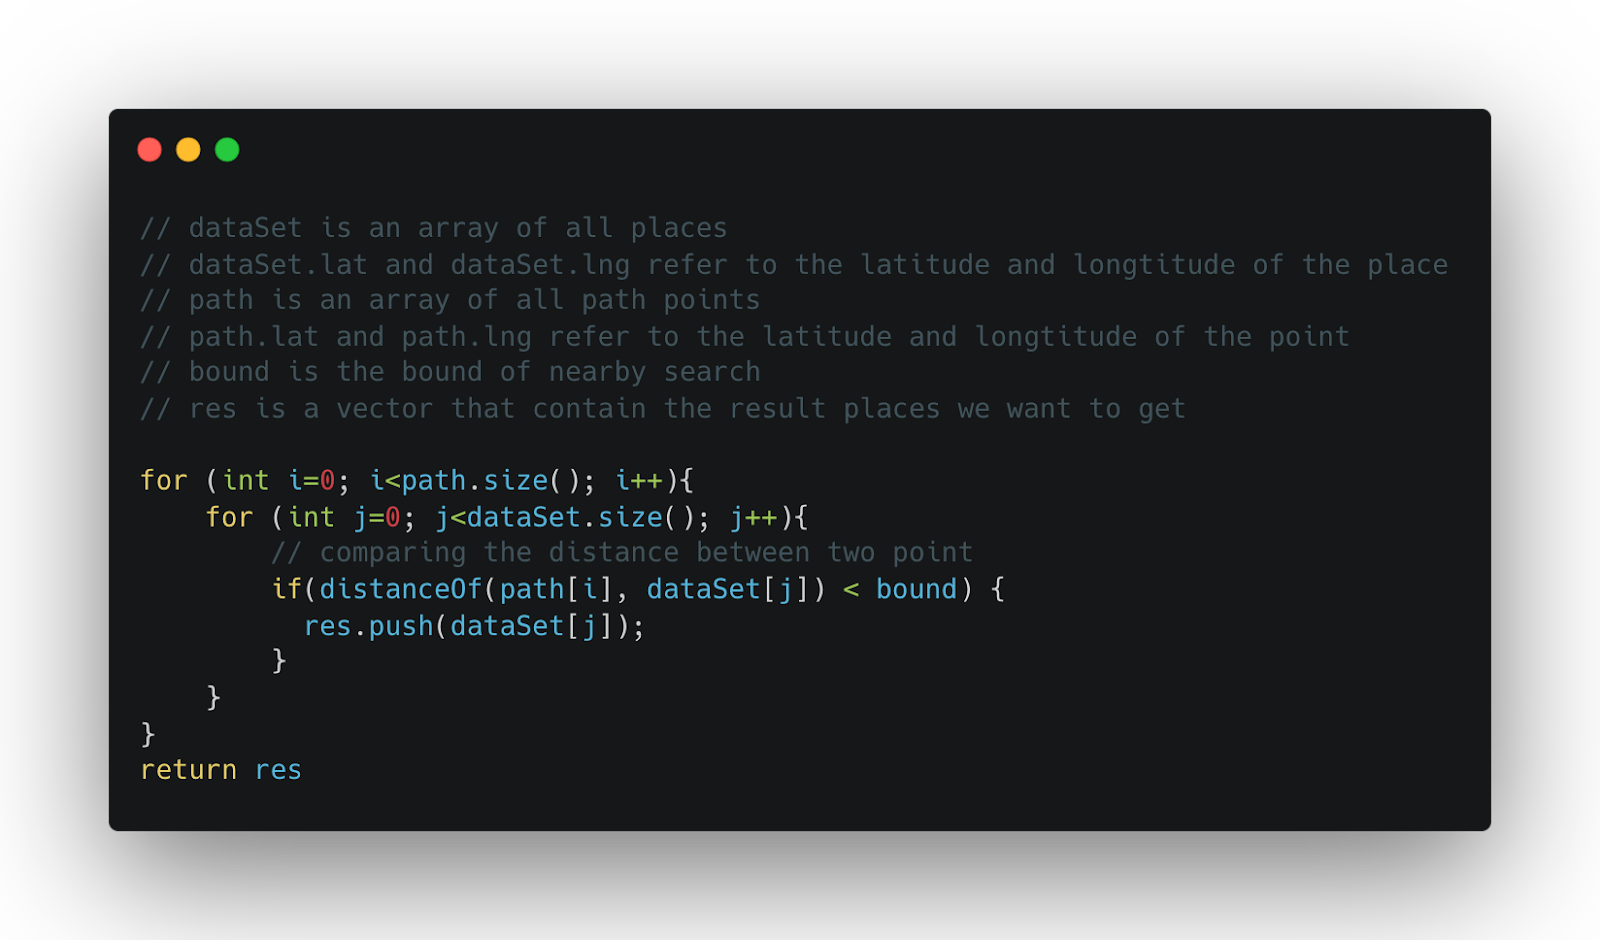 // dataSet is an array of all places
// dataSet.lat and dataSet.lng refer to the latitude and longtitude of the place
// path is an array of all path points
// path.lat and path.lng refer to the latitude and longtitude of the point
// bound is the bound of nearby search
// res is a vector that contain the result places we want to get

for (int i=0; i<path.size(); i++){
    for (int j=0; j<dataSet.size(); j++){
        // comparing the distance between two point
        if(distanceOf(path[i], dataSet[j]) < bound) {
          res.push(dataSet[j]);
        }
    }
}
return res